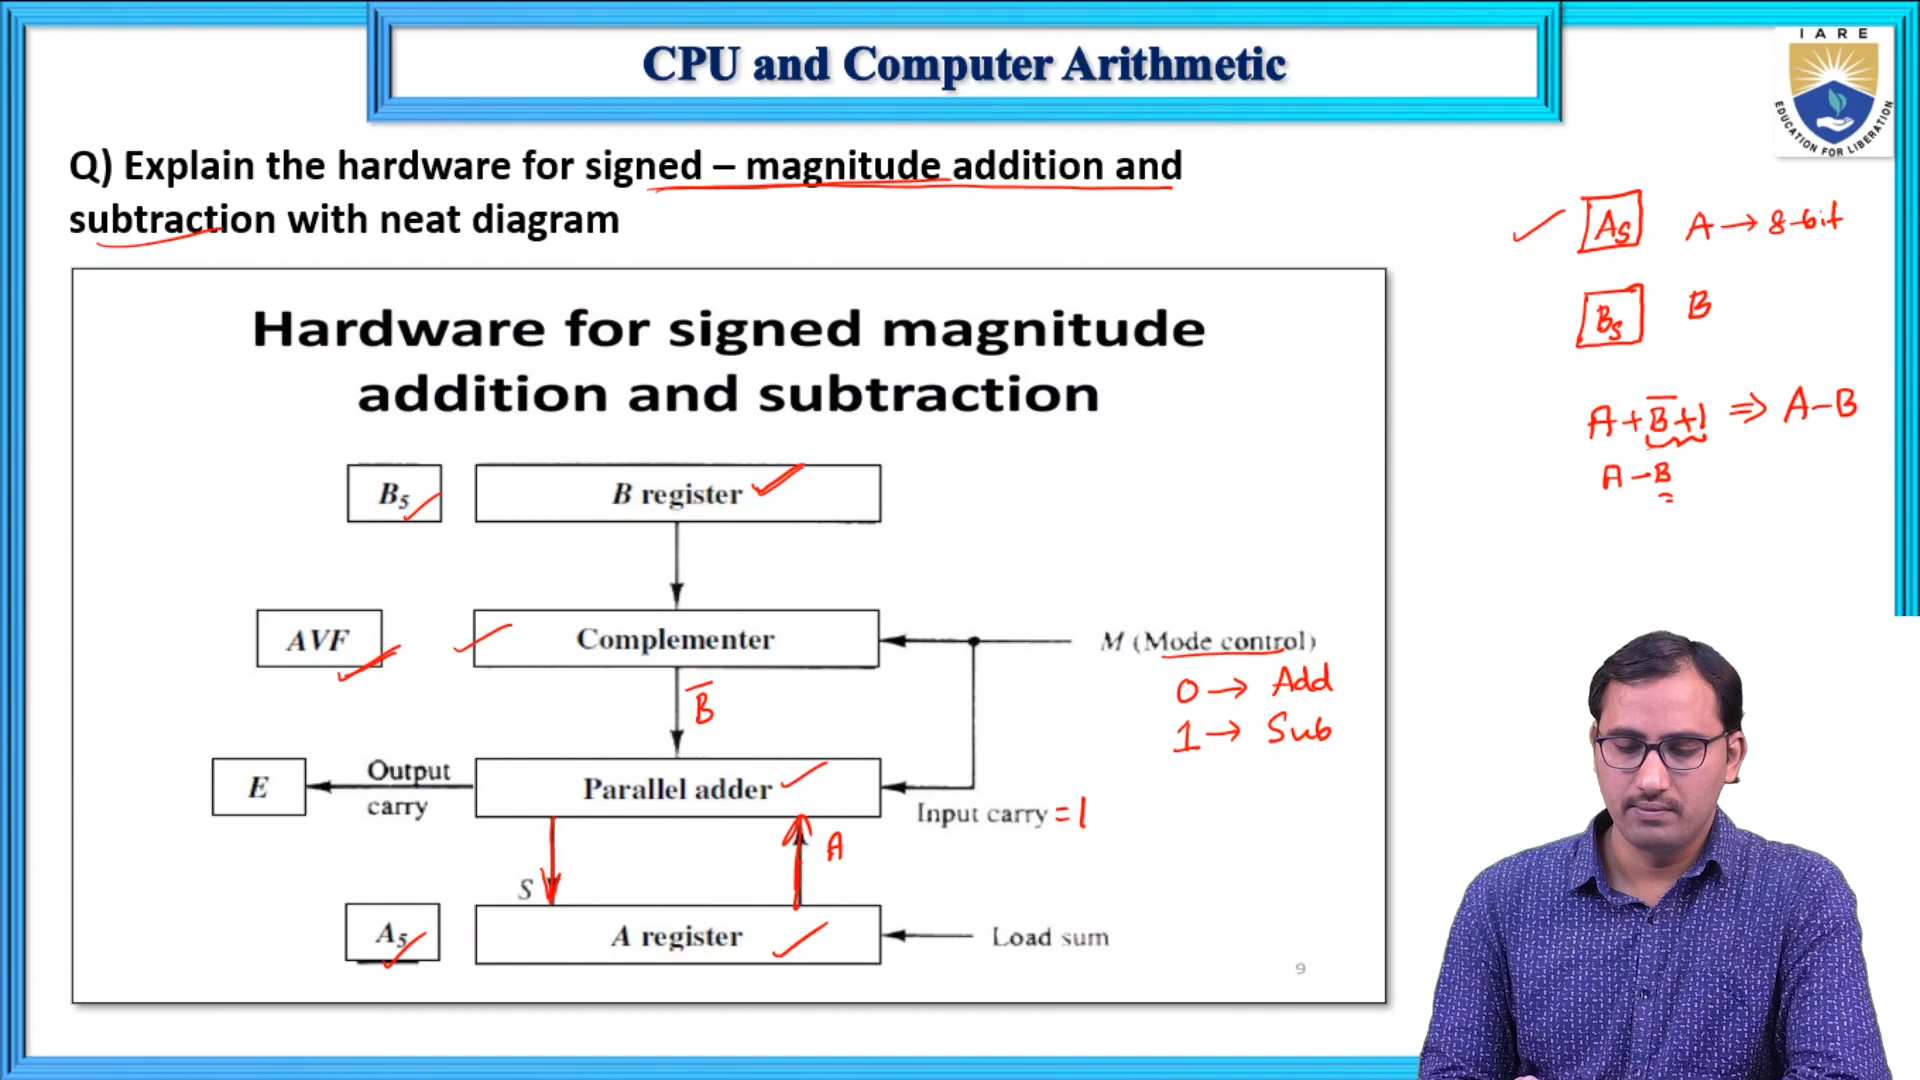 CPU and Computer Arithmetic
IARE
EDUCATION FOR LIBERATION
Q) Explain the hardware for signed – magnitude addition and
subtraction with neat diagram
As A → 8-bit
Bs B
A + B̅ + 1 ⇒ A – B
A – B
Hardware for signed magnitude
addition and subtraction
B5 B register
AVF Complementer M (Mode control)
B̅
0 → Add
1 → Sub
E Output
carry
Parallel adder
Input carry = 1
A
S
A5 A register Load sum
9